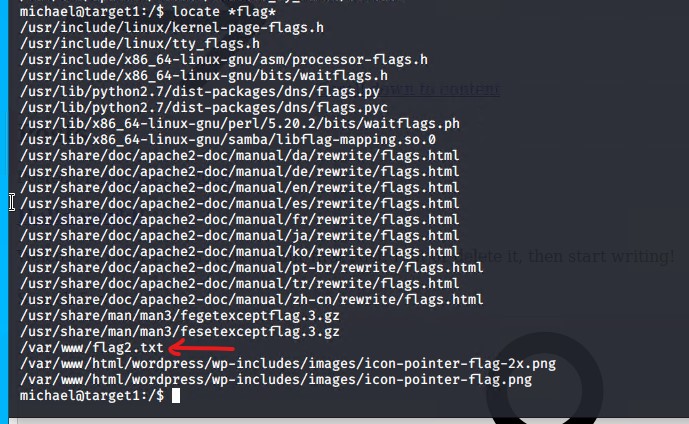 michael@target1:/$ locate *flag*
/usr/include/linux/kernel-page-flags.h
/usr/include/linux/tty_flags.h
/usr/include/x86_64-linux-gnu/asm/processor-flags.h
/usr/include/x86_64-linux-gnu/bits/waitflags.h
/usr/lib/python2.7/dist-packages/dns/flags.py
/usr/lib/python2.7/dist-packages/dns/flags.pyc
/usr/lib/x86_64-linux-gnu/perl/5.20.2/bits/waitflags.ph
/usr/lib/x86_64-linux-gnu/samba/libflag-mapping.so.0
/usr/share/doc/apache2-doc/manual/da/rewrite/flags.html
/usr/share/doc/apache2-doc/manual/de/rewrite/flags.html
/usr/share/doc/apache2-doc/manual/en/rewrite/flags.html
/usr/share/doc/apache2-doc/manual/es/rewrite/flags.html
/usr/share/doc/apache2-doc/manual/fr/rewrite/flags.html
/usr/share/doc/apache2-doc/manual/ja/rewrite/flags.html
/usr/share/doc/apache2-doc/manual/ko/rewrite/flags.html
/usr/share/doc/apache2-doc/manual/pt-br/rewrite/flags.html
/usr/share/doc/apache2-doc/manual/tr/rewrite/flags.html
/usr/share/doc/apache2-doc/manual/zh-cn/rewrite/flags.html
/usr/share/man/man3/fegetexceptflag.3.gz
/usr/share/man/man3/fesetexceptflag.3.gz
/var/www/flag2.txt
/var/www/html/wordpress/wp-includes/images/icon-pointer-flag-2x.png
/var/www/html/wordpress/wp-includes/images/icon-pointer-flag.png
michael@target1:/$
to content
it, then start writing!